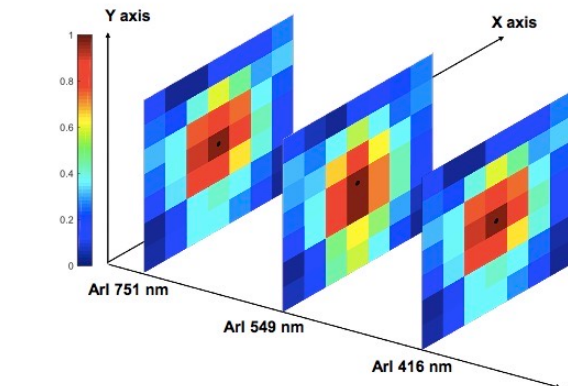 Y axis
X axis
1
0.8
0.6
0.4
0.2
0
ArI 751 nm
ArI 549 nm
ArI 416 nm